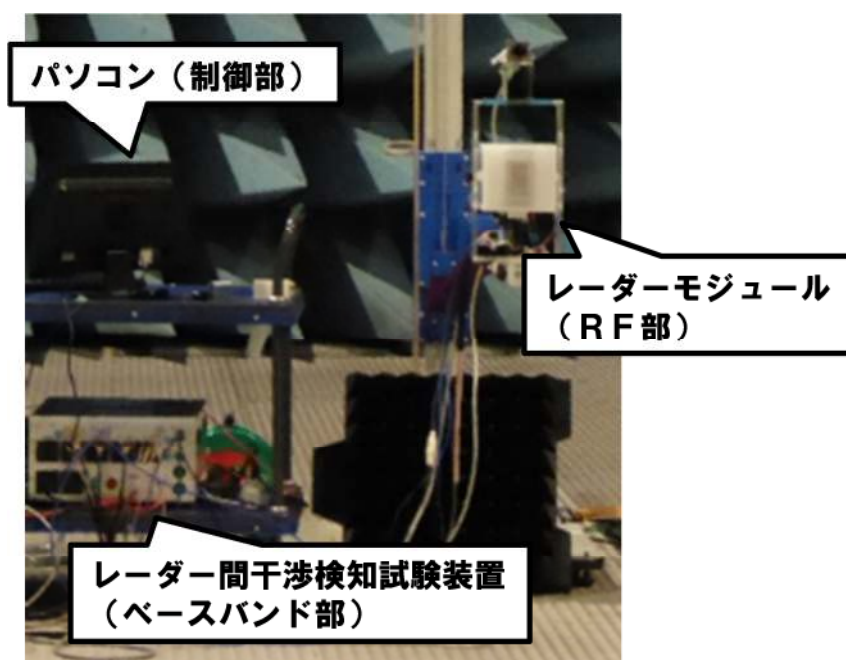 パソコン（制御部）
レーダーモジュール
（ＲＦ部）
レーダー間干渉検知試験装置
（ベースバンド部）